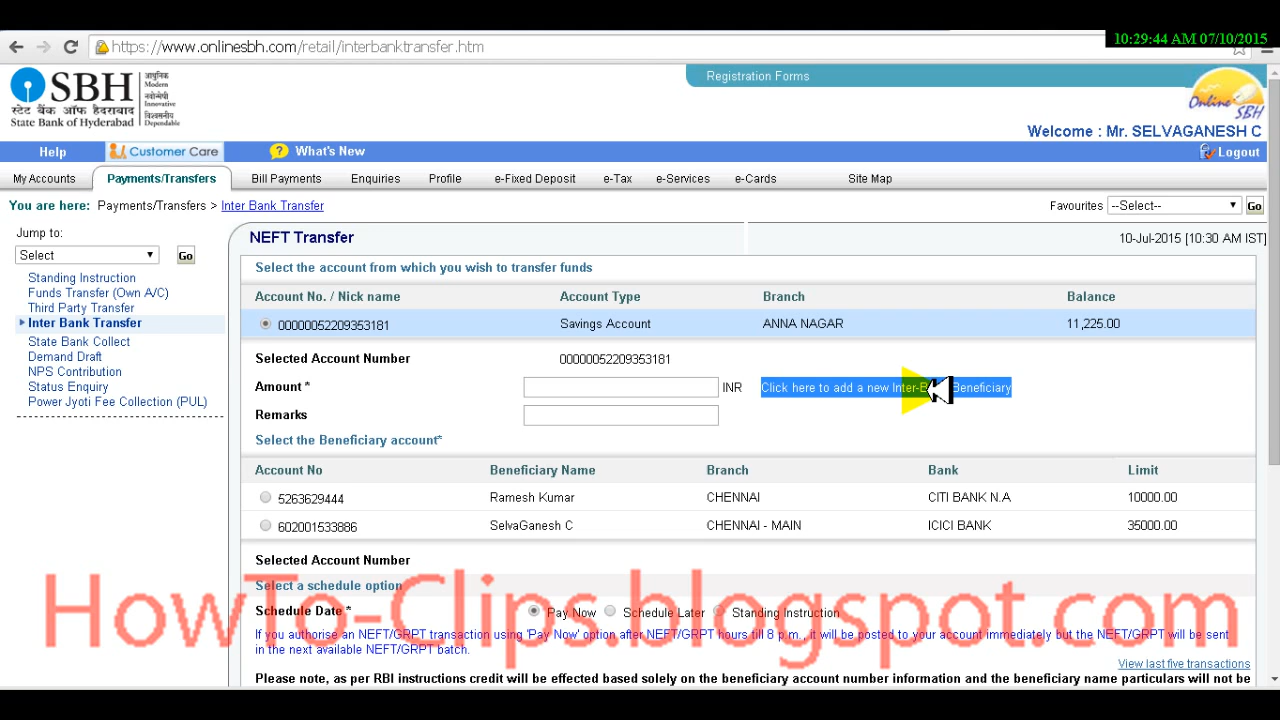 https://www.onlinesbh.com/retail/interbanktransfer.htm
10:29:44 AM 07/10/2015
SBH
स्टेट बैंक ऑफ हैदराबाद
State Bank of Hyderabad
आधुनिक
Modern
नवोन्मेषी
Innovative
विश्वसनीय
Dependable
Registration Forms
Online SBH
Welcome : Mr. SELVAGANESH C
Help Customer Care ? What's New Logout
My Accounts Payments/Transfers Bill Payments Enquiries Profile e-Fixed Deposit e-Tax e-Services e-Cards Site Map
You are here: Payments/Transfers > Inter Bank Transfer Favourites --Select-- Go
Jump to:
Select Go
Standing Instruction
Funds Transfer (Own A/C)
Third Party Transfer
Inter Bank Transfer
State Bank Collect
Demand Draft
NPS Contribution
Status Enquiry
Power Jyoti Fee Collection (PUL)
NEFT Transfer 10-Jul-2015 [10:30 AM IST]
Select the account from which you wish to transfer funds
Account No. / Nick name Account Type Branch Balance
00000052209353181 Savings Account ANNA NAGAR 11,225.00
Selected Account Number 00000052209353181
Amount * INR Click here to add a new Inter-B Beneficiary
Remarks
Select the Beneficiary account*
Account No Beneficiary Name Branch Bank Limit
5263629444 Ramesh Kumar CHENNAI CITI BANK N.A 10000.00
602001533886 SelvaGanesh C CHENNAI - MAIN ICICI BANK 35000.00
Selected Account Number
Select a schedule option
Schedule Date * Pay Now Schedule Later Standing Instruction
If you authorise an NEFT/GRPT transaction using 'Pay Now' option after NEFT/GRPT hours till 8 p.m. , it will be posted to your account immediately but the NEFT/GRPT will be sent
in the next available NEFT/GRPT batch.
View last five transactions
Please note, as per RBI instructions credit will be effected based solely on the beneficiary account number information and the beneficiary name particulars will not be
HowTo-Clips.blogspot.com